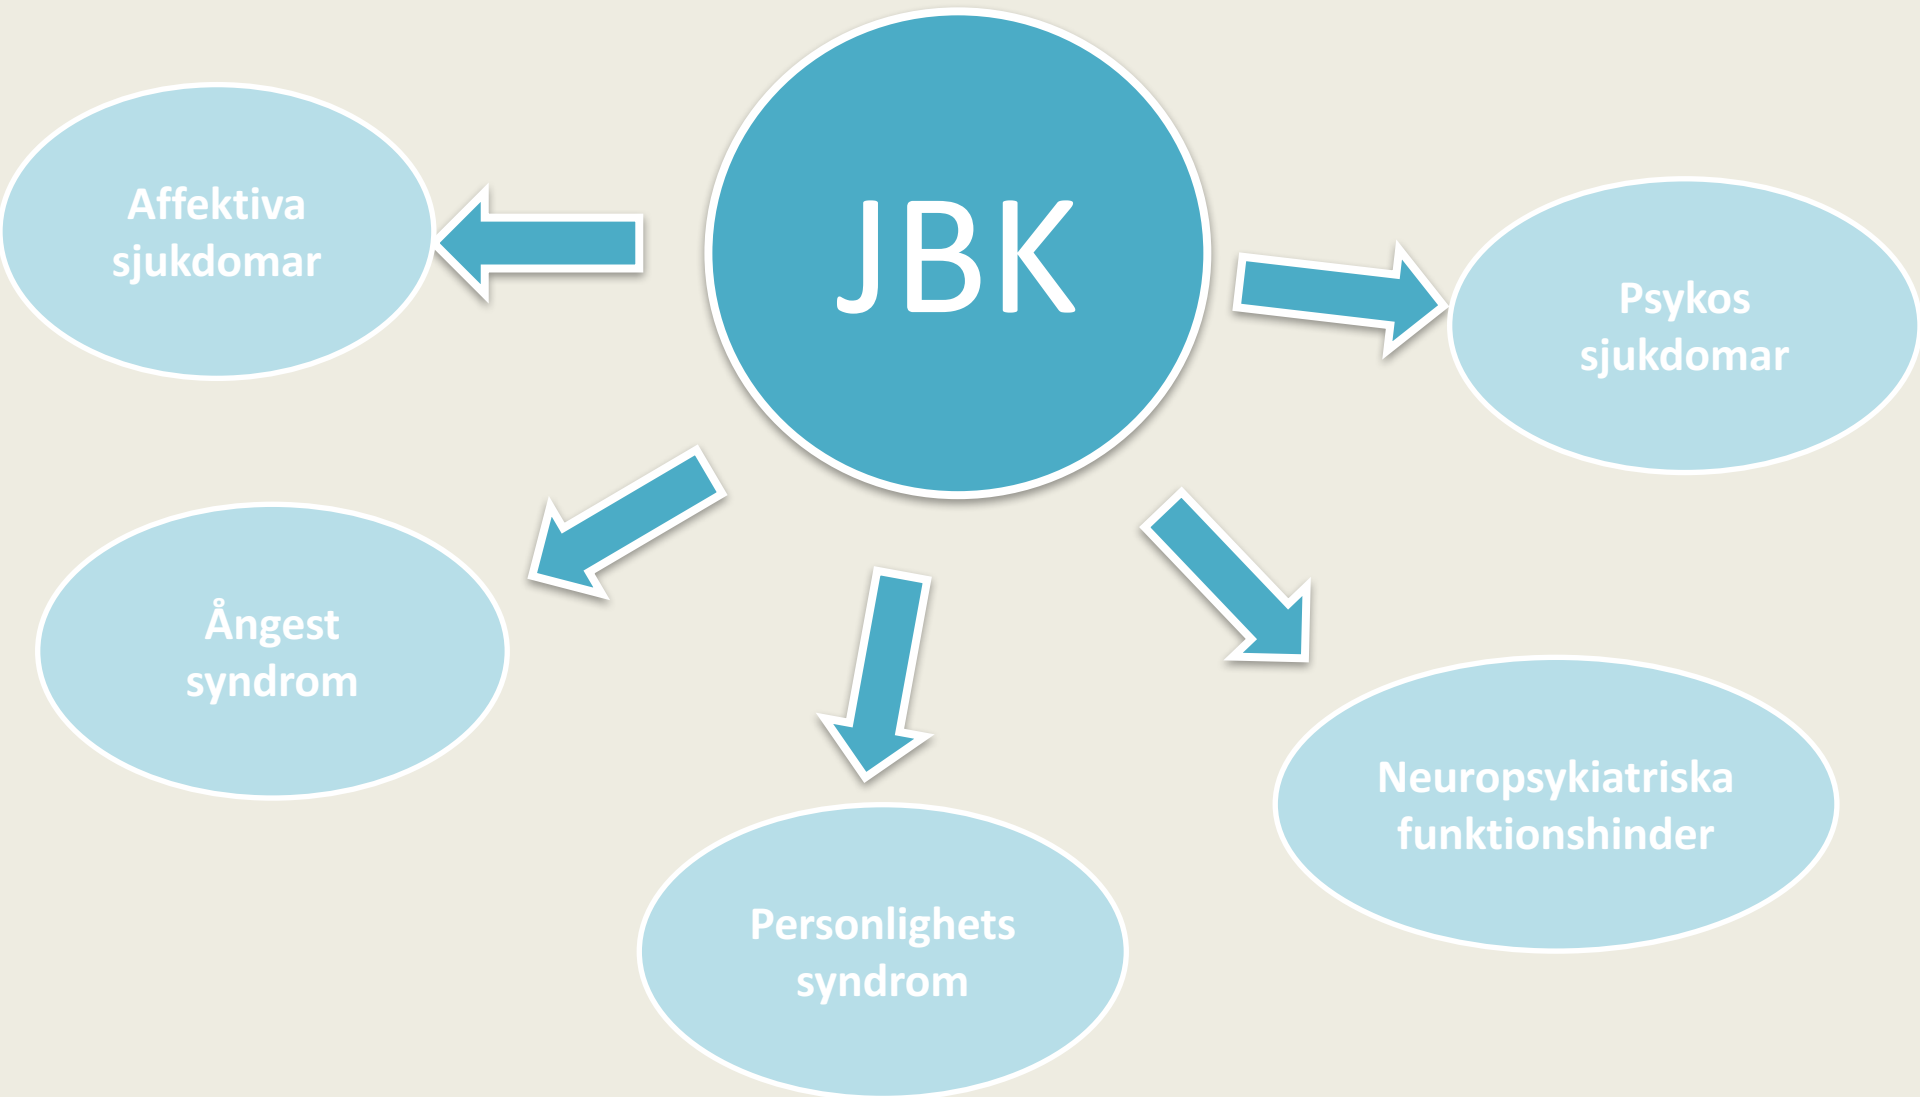 JBK
Affektiva
sjukdomar
Psykos
sjukdomar
Ångest
syndrom
Neuropsykiatriska
funktionshinder
Personlighets
syndrom